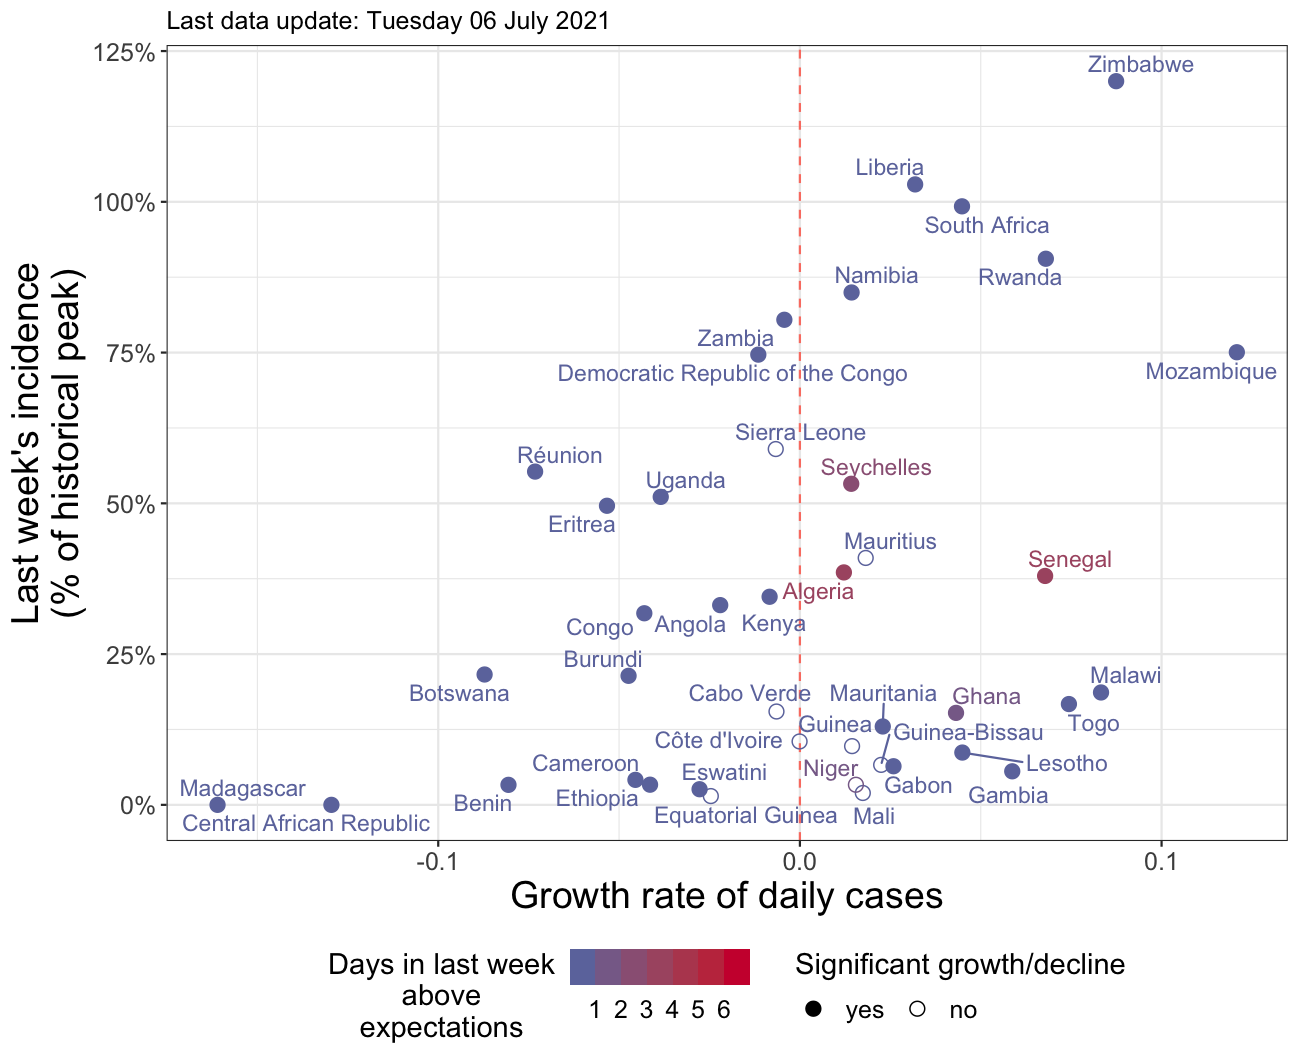 Last data update: Tuesday 06 July 2021
125%
Zimbabwe
Liberia
100%
South Africa
Rwanda
Namibia
Zambia
75%
Mozambique
Democratic Republic of the Congo
Sierra Leone
Réunion
Seychelles
Uganda
50%
Eritrea
Mauritius
Senegal
Algeria
Kenya
Angola
Congo
25%
Burundi
Malawi
Botswana
Cabo Verde
Mauritania
Ghana
Togo
Guinea
Guinea-Bissau
Côte d'Ivoire
Lesotho
Cameroon
Niger
Eswatini
Gabon
Madagascar
Ethiopia
Gambia
Benin
0%
Equatorial Guinea
Mali
Central African Republic
Last week's incidence
(% of historical peak)
-0.1
0.0
0.1
Growth rate of daily cases
Days in last week
above
expectations
1 2 3 4 5 6
Significant growth/decline
yes
no